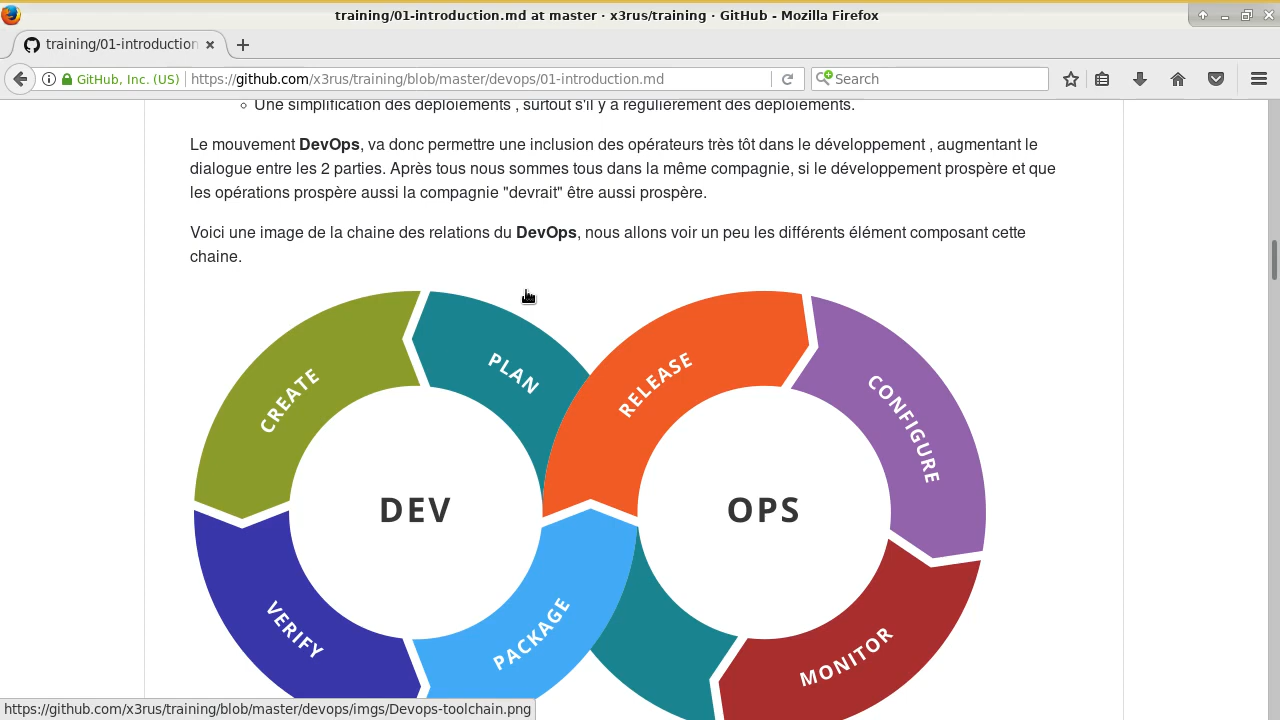 training/01-introduction.md at master · x3rus/training · GitHub - Mozilla Firefox
training/01-introduction
GitHub, Inc. (US)
https://github.com/x3rus/training/blob/master/devops/01-introduction.md
Search
Une simplification des déploiements , surtout s'il y a régulièrement des déploiements.
Le mouvement DevOps, va donc permettre une inclusion des opérateurs très tôt dans le développement , augmentant le
dialogue entre les 2 parties. Après tous nous sommes tous dans la même compagnie, si le développement prospère et que
les opérations prospère aussi la compagnie "devrait" être aussi prospère.
Voici une image de la chaine des relations du DevOps, nous allons voir un peu les différents élément composant cette
chaine.
CREATE
PLAN
RELEASE
CONFIGURE
DEV
OPS
VERIFY
PACKAGE
MONITOR
https://github.com/x3rus/training/blob/master/devops/imgs/Devops-toolchain.png